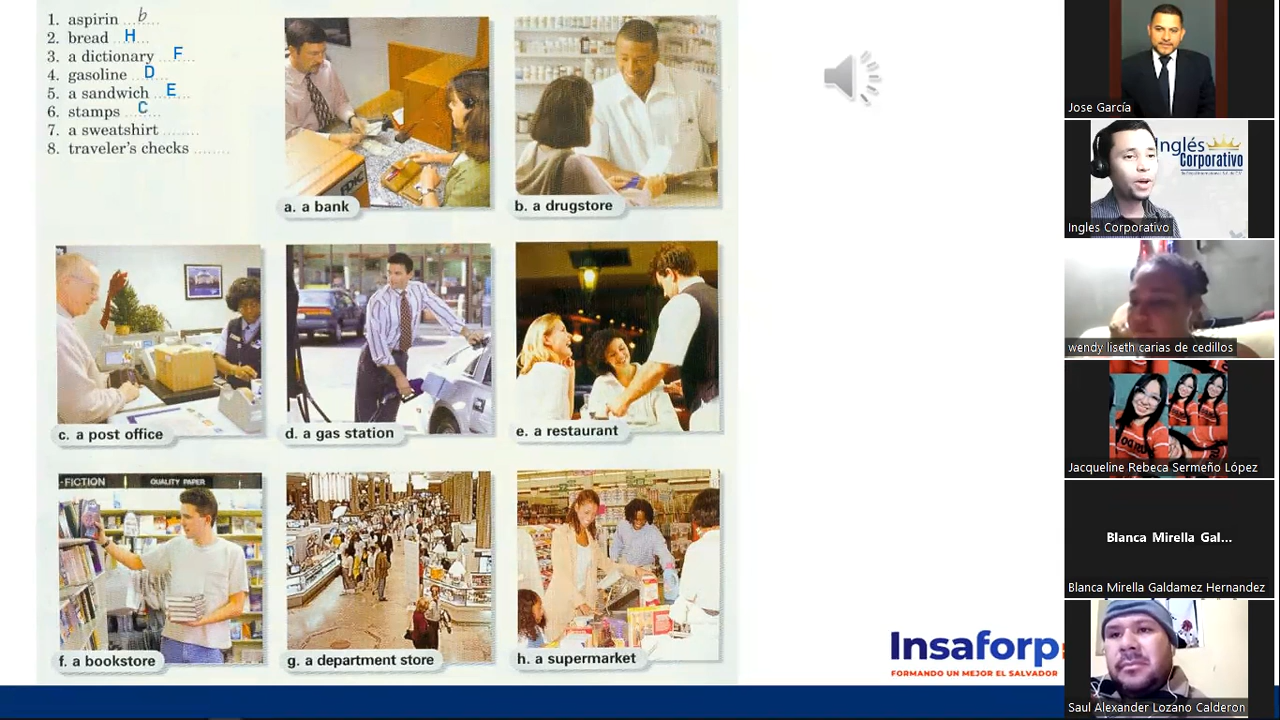 1. aspirin ...b...
2. bread ...H...
3. a dictionary ...F...
4. gasoline ...D...
5. a sandwich ...E...
6. stamps ...C...
7. a sweatshirt ........
8. traveler's checks ........
FDIC
a. a bank
b. a drugstore
c. a post office
d. a gas station
e. a restaurant
FICTION
QUALITY PAPER
f. a bookstore
g. a department store
h. a supermarket
Insaforp
FORMANDO UN MEJOR EL SALVADOR
Jose García
Inglés
Corporativo
Ingles Corporativo
wendy liseth carias de cedillos
Jacqueline Rebeca Sermeño López
Blanca Mirella Gal...
Blanca Mirella Galdamez Hernandez
Saul Alexander Lozano Calderon